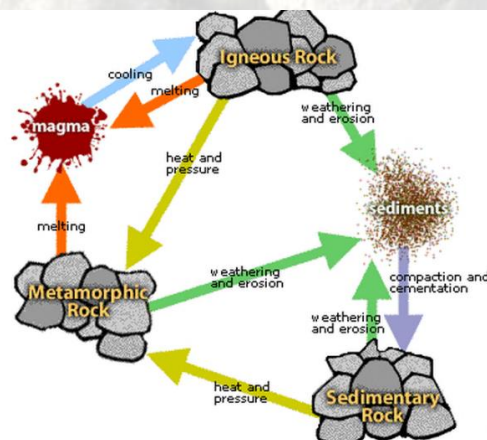 Igneous Rock
cooling
melting
magma
weathering
and erosion
heat and
pressure
sediments
melting
weathering
and erosion
compaction and
cementation
Metamorphic
Rock
weathering
and erosion
heat and
pressure
Sedimentary
Rock